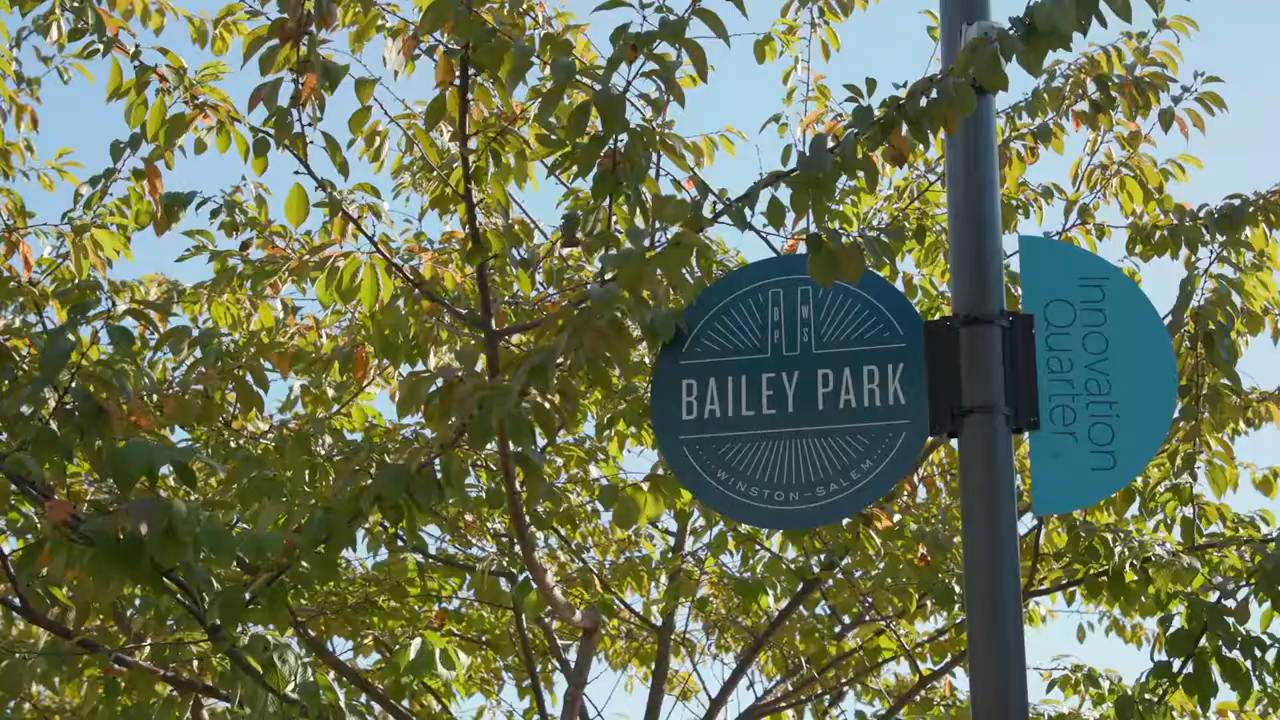 BP WS
BAILEY PARK
WINSTON-SALEM
Innovation
Quarter